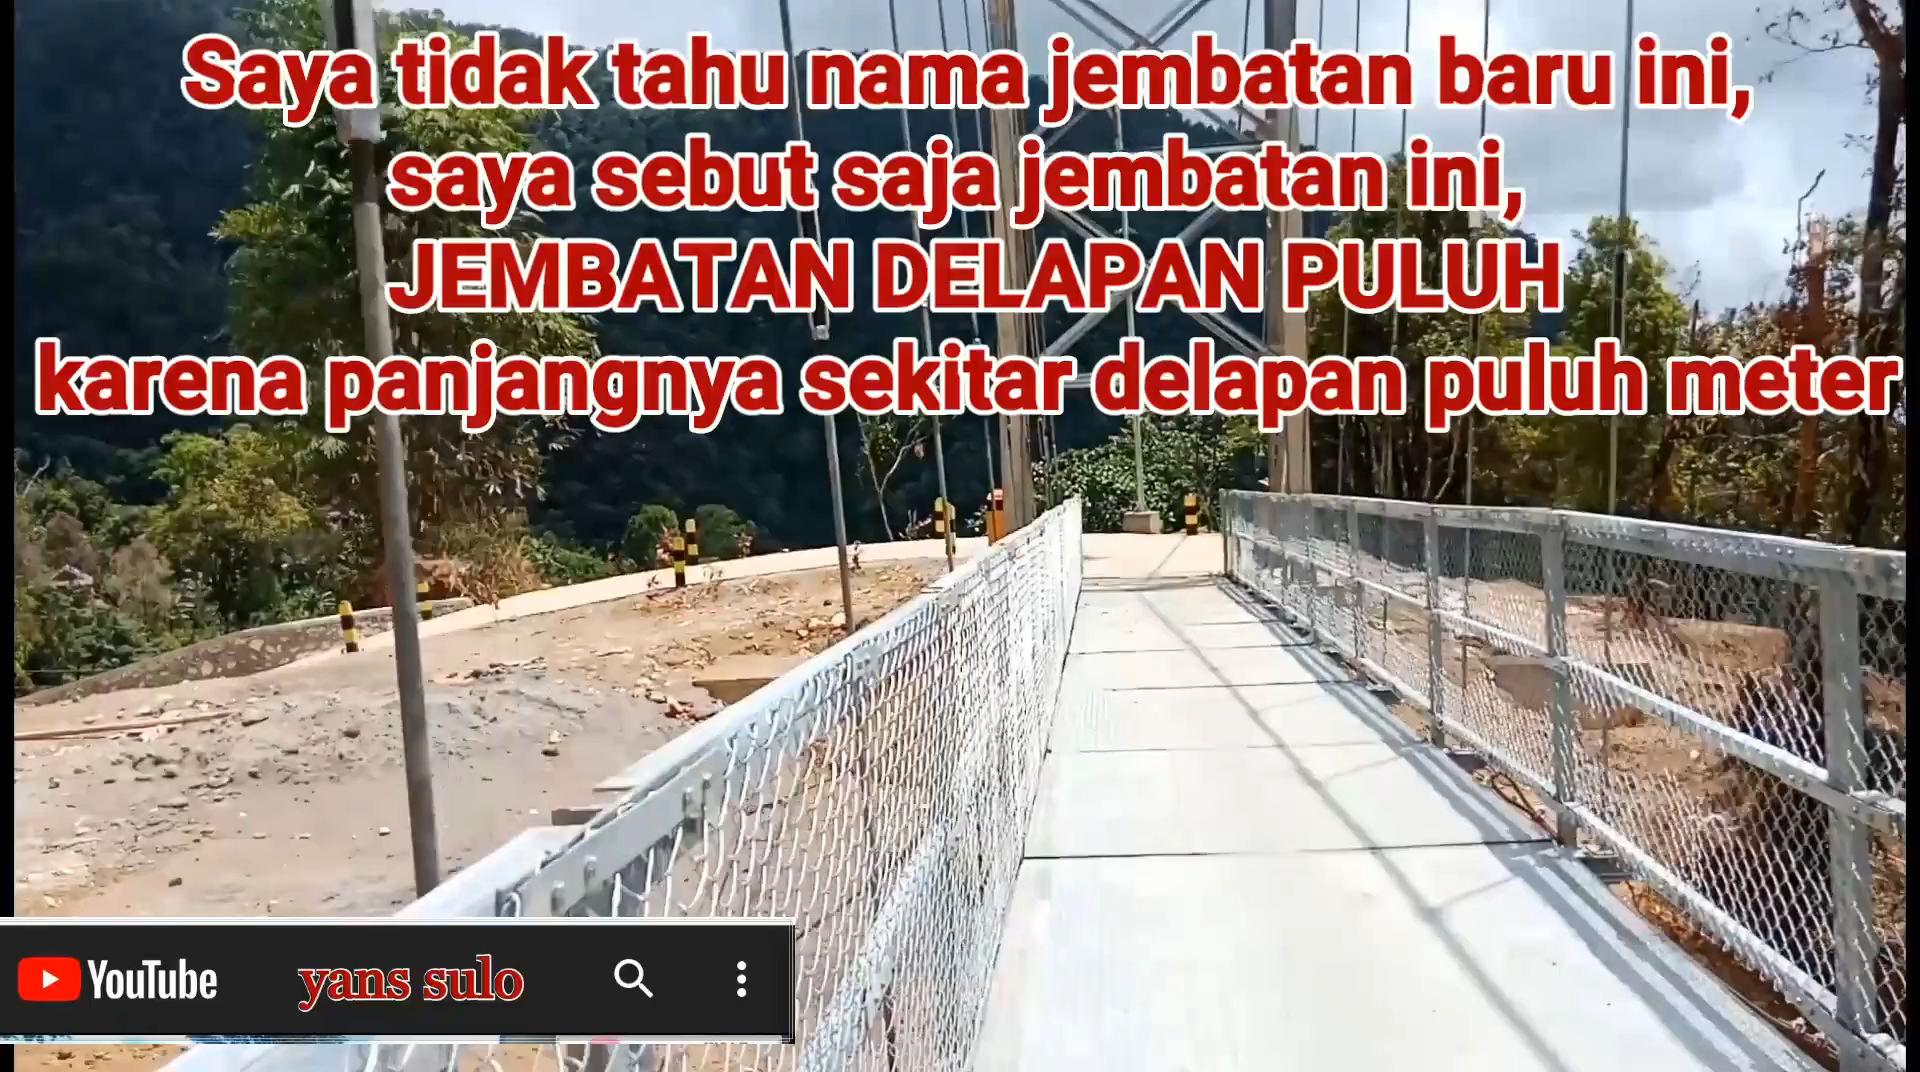 Saya tidak tahu nama jembatan baru ini,
saya sebut saja jembatan ini,
JEMBATAN DELAPAN PULUH
karena panjangnya sekitar delapan puluh meter
YouTube yans sulo